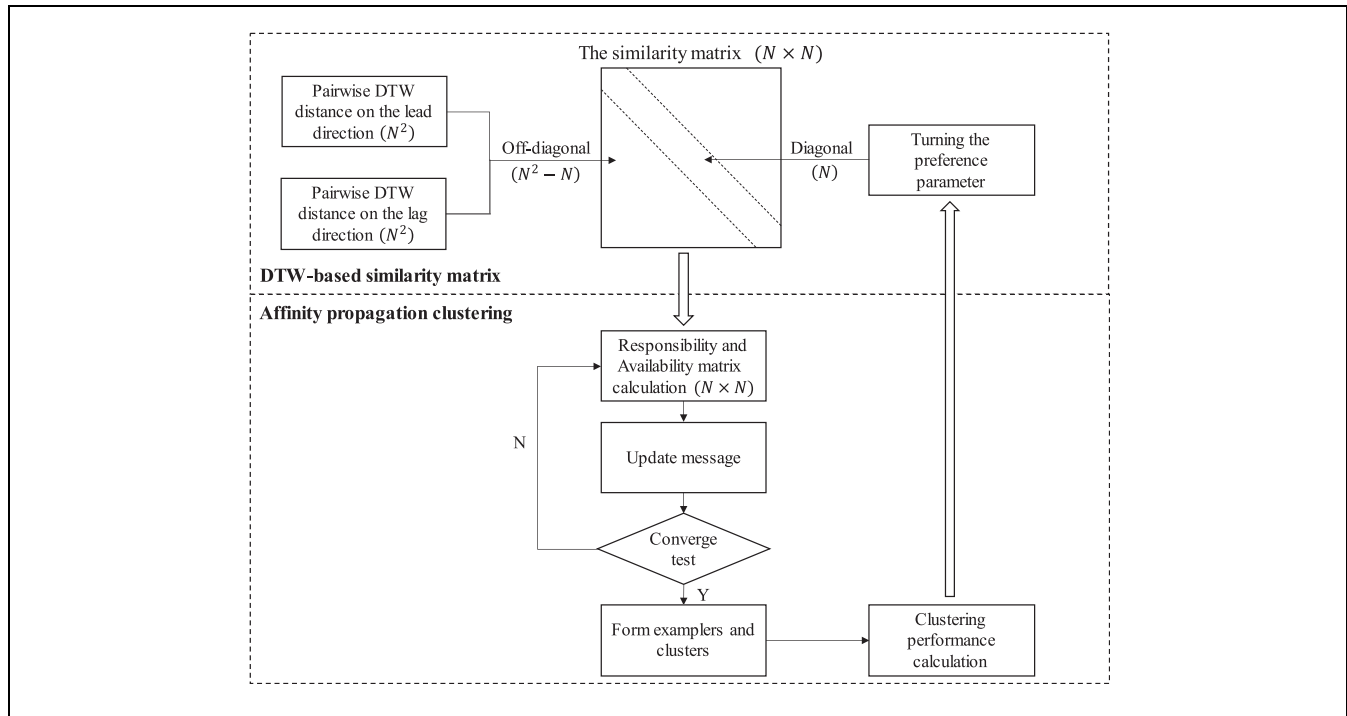 The similarity matrix (N × N)
Pairwise DTW
distance on the lead
direction (N²)
Pairwise DTW
distance on the lag
direction (N²)
Off-diagonal
(N² − N)
Diagonal
(N)
Turning the
preference
parameter
DTW-based similarity matrix
Affinity propagation clustering
Responsibility and
Availability matrix
calculation (N × N)
Update message
N
Converge
test
Y
Form examplers and
clusters
Clustering
performance
calculation